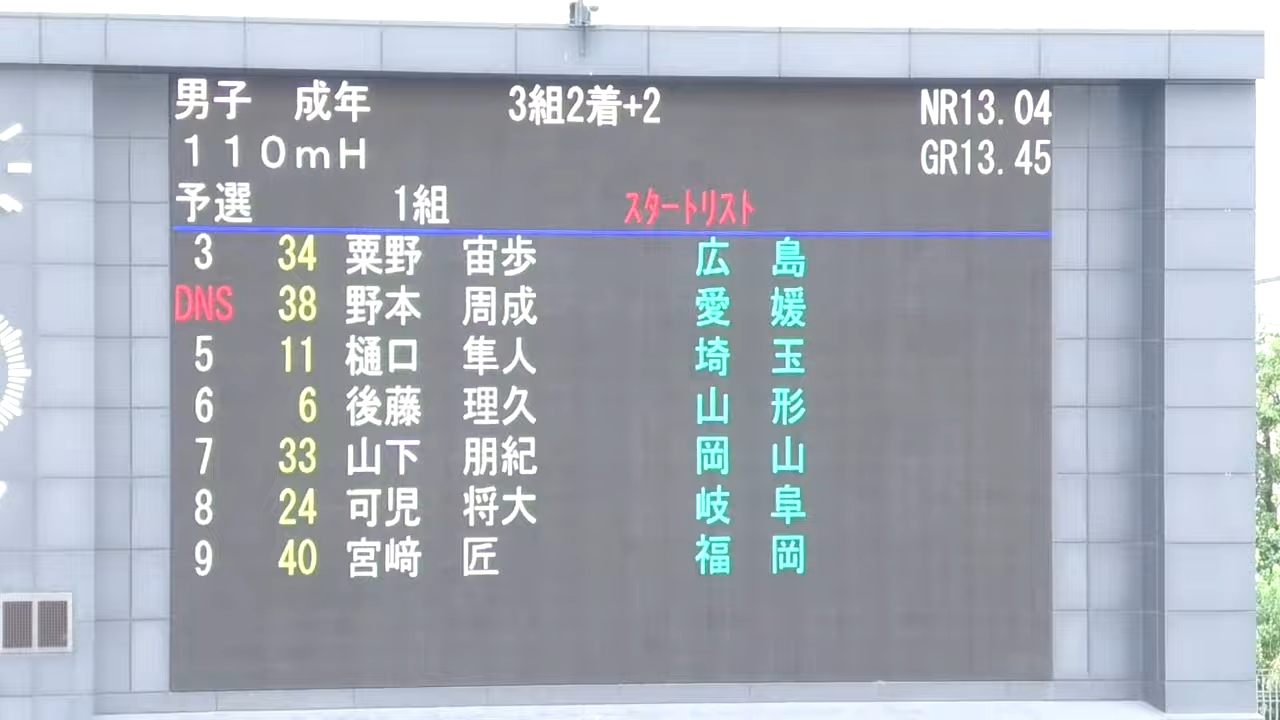 男子 成年 3組2着+2 NR13.04
１１０ｍＨ GR13.45
予選 1組 ｽﾀｰﾄﾘｽﾄ
3 34 粟野 宙歩 広島
DNS 38 野本 周成 愛媛
5 11 樋口 隼人 埼玉
6 6 後藤 理久 山形
7 33 山下 朋紀 岡山
8 24 可児 将大 岐阜
9 40 宮﨑 匠 福岡